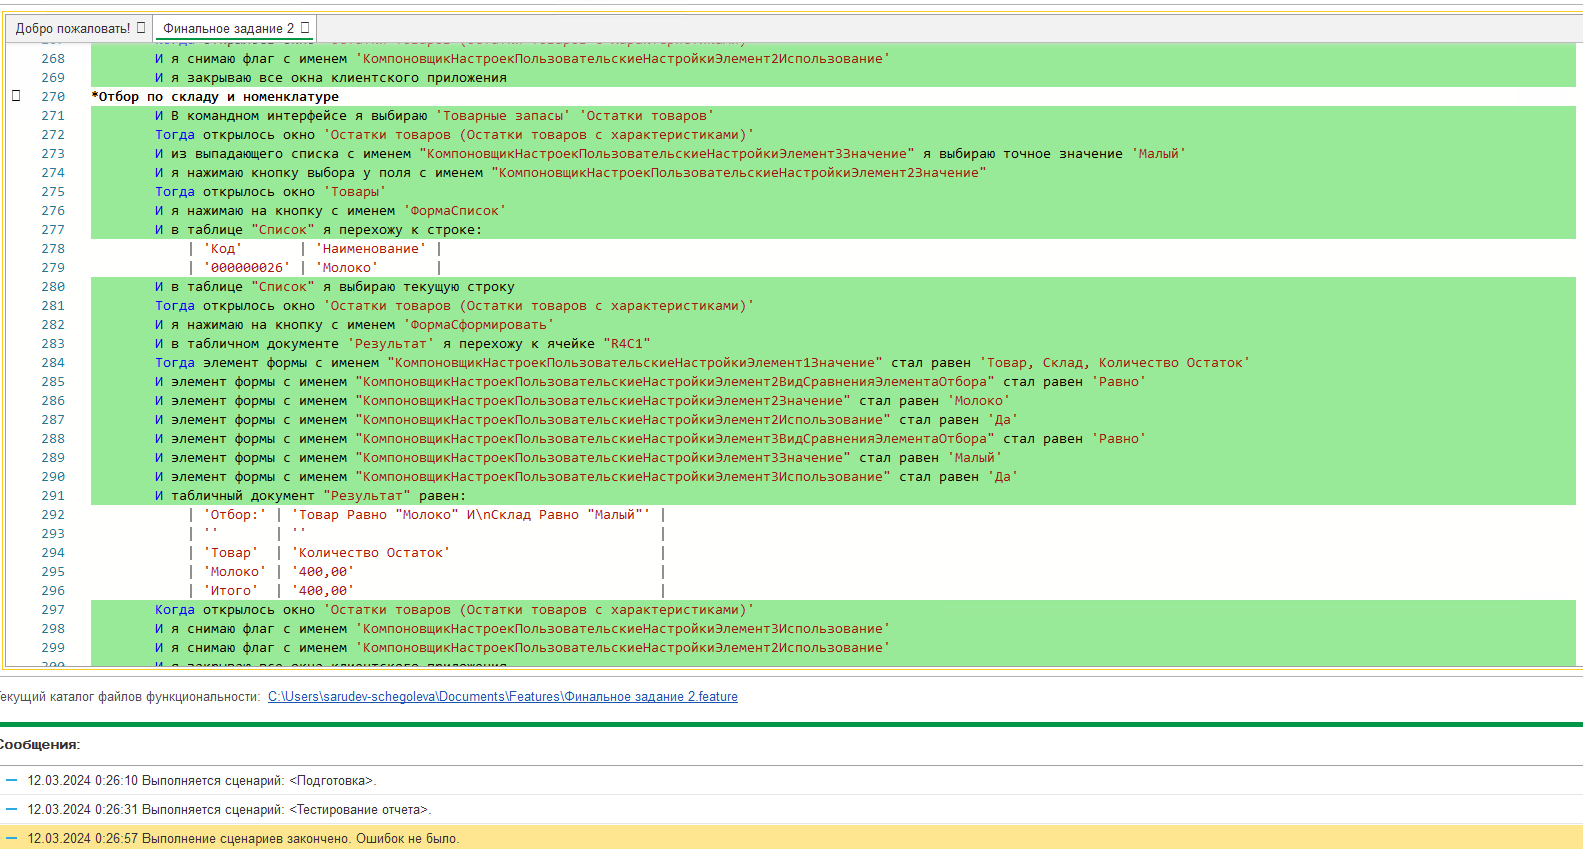 Добро пожаловать!
Финальное задание 2
268 И я снимаю флаг с именем 'КомпоновщикНастроекПользовательскиеНастройкиЭлемент2Использование'
269 И я закрываю все окна клиентского приложения
270 *Отбор по складу и номенклатуре
271 И В командном интерфейсе я выбираю 'Товарные запасы' 'Остатки товаров'
272 Тогда открылось окно 'Остатки товаров (Остатки товаров с характеристиками)'
273 И из выпадающего списка с именем "КомпоновщикНастроекПользовательскиеНастройкиЭлемент3Значение" я выбираю точное значение 'Малый'
274 И я нажимаю кнопку выбора у поля с именем "КомпоновщикНастроекПользовательскиеНастройкиЭлемент2Значение"
275 Тогда открылось окно 'Товары'
276 И я нажимаю на кнопку с именем 'ФормаСписок'
277 И в таблице "Список" я перехожу к строке:
278 | 'Код' | 'Наименование' |
279 | '000000026' | 'Молоко' |
280 И в таблице "Список" я выбираю текущую строку
281 Тогда открылось окно 'Остатки товаров (Остатки товаров с характеристиками)'
282 И я нажимаю на кнопку с именем 'ФормаСформировать'
283 И в табличном документе 'Результат' я перехожу к ячейке "R4C1"
284 Тогда элемент формы с именем "КомпоновщикНастроекПользовательскиеНастройкиЭлемент1Значение" стал равен 'Товар, Склад, Количество Остаток'
285 И элемент формы с именем "КомпоновщикНастроекПользовательскиеНастройкиЭлемент2ВидСравненияЭлементаОтбора" стал равен 'Равно'
286 И элемент формы с именем "КомпоновщикНастроекПользовательскиеНастройкиЭлемент2Значение" стал равен 'Молоко'
287 И элемент формы с именем "КомпоновщикНастроекПользовательскиеНастройкиЭлемент2Использование" стал равен 'Да'
288 И элемент формы с именем "КомпоновщикНастроекПользовательскиеНастройкиЭлемент3ВидСравненияЭлементаОтбора" стал равен 'Равно'
289 И элемент формы с именем "КомпоновщикНастроекПользовательскиеНастройкиЭлемент3Значение" стал равен 'Малый'
290 И элемент формы с именем "КомпоновщикНастроекПользовательскиеНастройкиЭлемент3Использование" стал равен 'Да'
291 И табличный документ "Результат" равен:
292 | 'Отбор:' | 'Товар Равно "Молоко" И\nСклад Равно "Малый"' |
293 | '' | '' |
294 | 'Товар' | 'Количество Остаток' |
295 | 'Молоко' | '400,00' |
296 | 'Итого' | '400,00' |
297 Когда открылось окно 'Остатки товаров (Остатки товаров с характеристиками)'
298 И я снимаю флаг с именем 'КомпоновщикНастроекПользовательскиеНастройкиЭлемент3Использование'
299 И я снимаю флаг с именем 'КомпоновщикНастроекПользовательскиеНастройкиЭлемент2Использование'
300 И я закрываю все окна клиентского приложения
екущий каталог файлов функциональности: C:\Users\sarudev-schegoleva\Documents\Features\Финальное задание 2.feature
Сообщения:
12.03.2024 0:26:10 Выполняется сценарий: <Подготовка>.
12.03.2024 0:26:31 Выполняется сценарий: <Тестирование отчета>.
12.03.2024 0:26:57 Выполнение сценариев закончено. Ошибок не было.